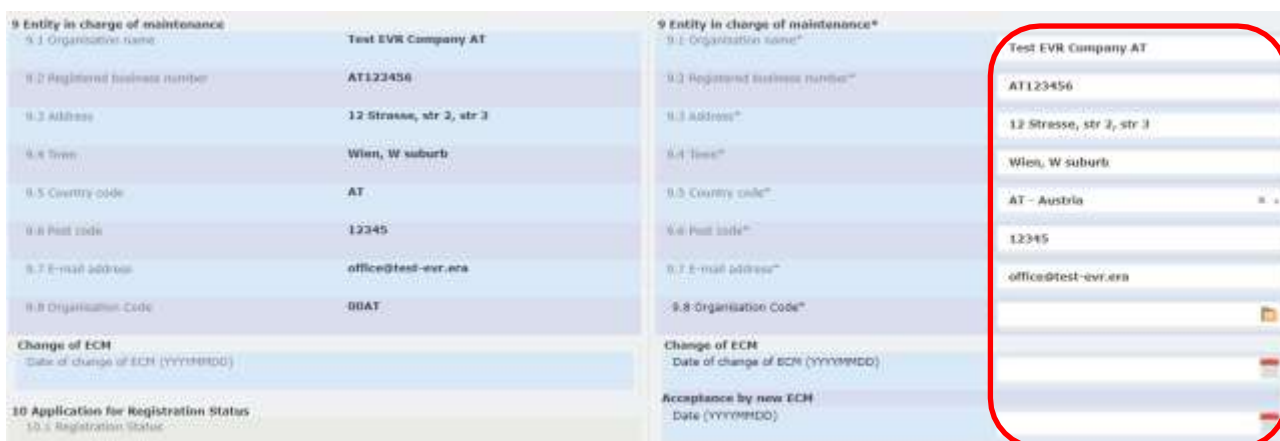 9 Entity in charge of maintenance
9.1 Organisation name Test EVR Company AT
9.2 Registered business number AT123456
9.3 Address 12 Strasse, str 2, str 3
9.4 Town Wien, W suburb
9.5 Country code AT
9.6 Post code 12345
9.7 E-mail address office@test-evr.era
9.8 Organisation Code 00AT
Change of ECM
Date of change of ECM (YYYYMMDD)
10 Application for Registration Status
10.1 Registration Status
9 Entity in charge of maintenance*
9.1 Organisation name* Test EVR Company AT
9.2 Registered business number* AT123456
9.3 Address* 12 Strasse, str 2, str 3
9.4 Town* Wien, W suburb
9.5 Country code* AT - Austria
9.6 Post code* 12345
9.7 E-mail address* office@test-evr.era
9.8 Organisation Code*
Change of ECM
Date of change of ECM (YYYYMMDD)
Acceptance by new ECM
Date (YYYYMMDD)